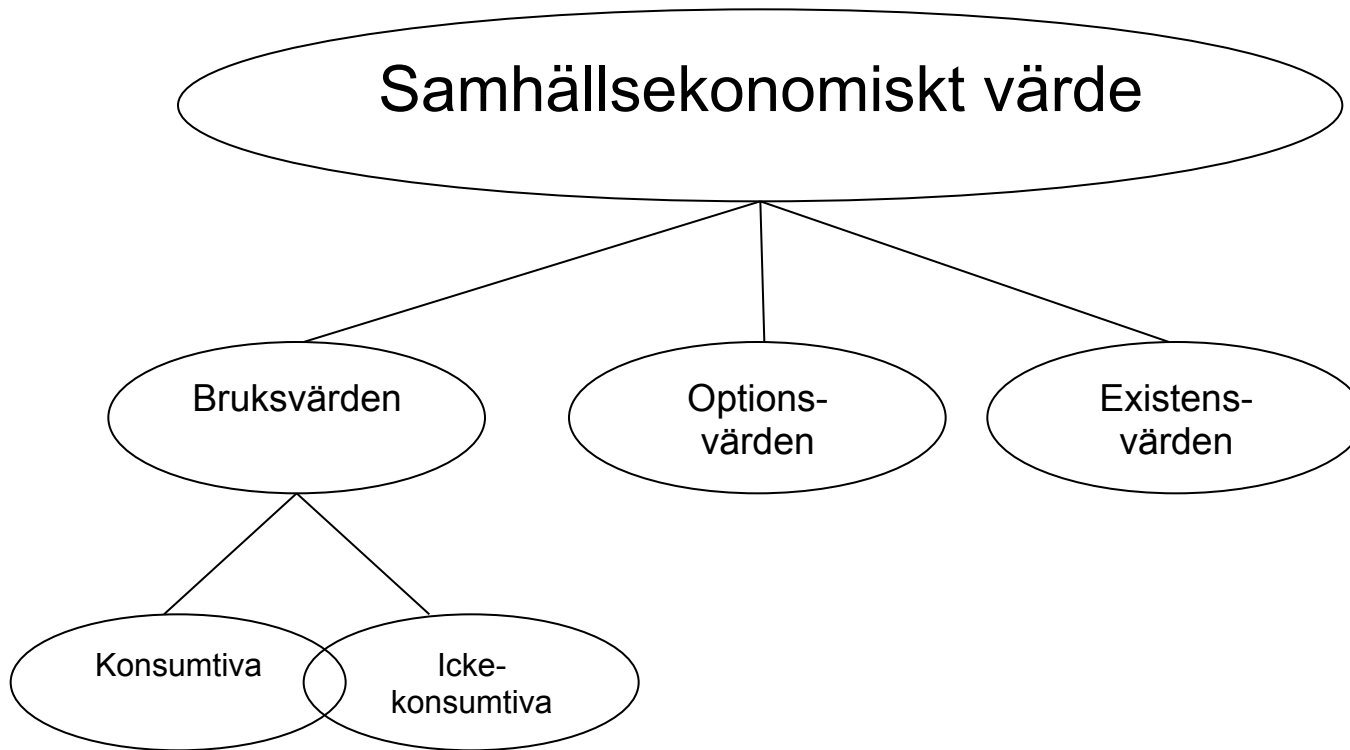 Samhällsekonomiskt värde
Bruksvärden
Options-
värden
Existens-
värden
Konsumtiva
Icke-
konsumtiva